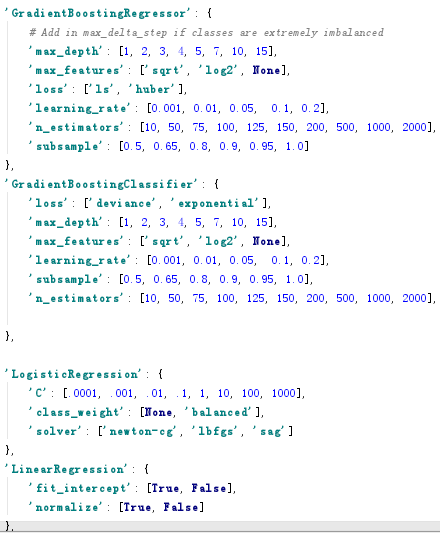 'GradientBoostingRegressor': {
# Add in max_delta_step if classes are extremely imbalanced
'max_depth': [1, 2, 3, 4, 5, 7, 10, 15],
'max_features': ['sqrt', 'log2', None],
'loss': ['ls', 'huber'],
'learning_rate': [0.001, 0.01, 0.05, 0.1, 0.2],
'n_estimators': [10, 50, 75, 100, 125, 150, 200, 500, 1000, 2000],
'subsample': [0.5, 0.65, 0.8, 0.9, 0.95, 1.0]
},
'GradientBoostingClassifier': {
'loss': ['deviance', 'exponential'],
'max_depth': [1, 2, 3, 4, 5, 7, 10, 15],
'max_features': ['sqrt', 'log2', None],
'learning_rate': [0.001, 0.01, 0.05, 0.1, 0.2],
'subsample': [0.5, 0.65, 0.8, 0.9, 0.95, 1.0],
'n_estimators': [10, 50, 75, 100, 125, 150, 200, 500, 1000, 2000],
},
'LogisticRegression': {
'C': [.0001, .001, .01, .1, 1, 10, 100, 1000],
'class_weight': [None, 'balanced'],
'solver': ['newton-cg', 'lbfgs', 'sag']
},
'LinearRegression': {
'fit_intercept': [True, False],
'normalize': [True, False]
},